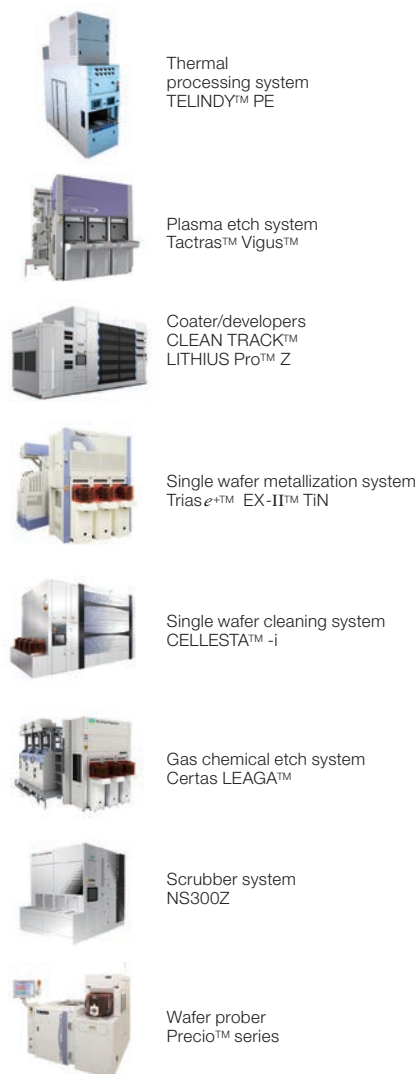 Thermal
processing system
TELINDY™ PE
Plasma etch system
Tactras™ Vigus™
Coater/developers
CLEAN TRACK™
LITHIUS Pro™ Z
Single wafer metallization system
Triase+™ EX-II™ TiN
Single wafer cleaning system
CELLESTA™ -i
Gas chemical etch system
Certas LEAGA™
Scrubber system
NS300Z
Wafer prober
Precio™ series